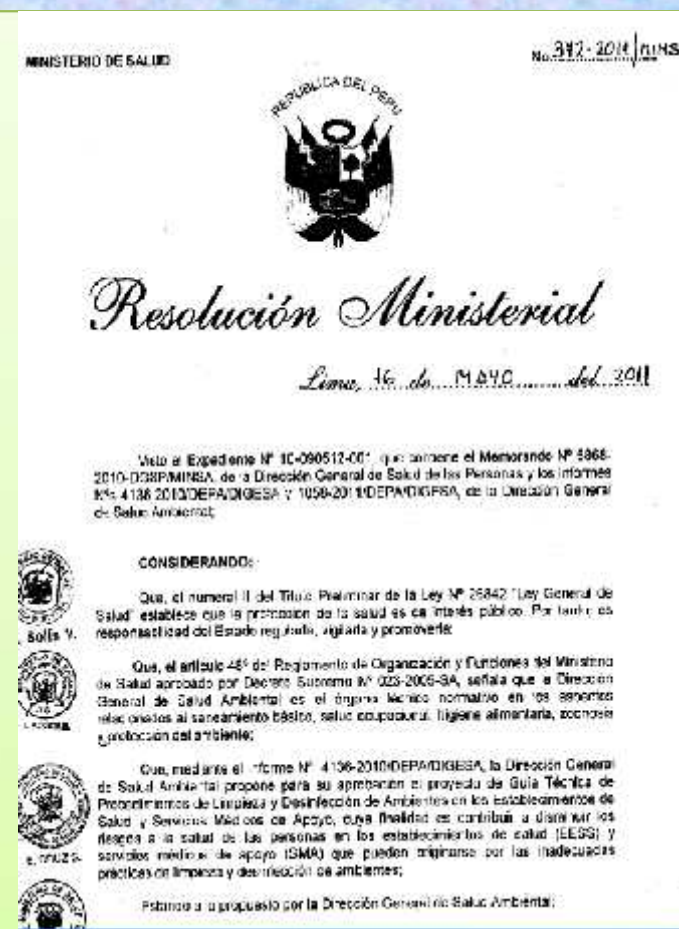 MINISTERIO DE SALUD
No. 372-2011/MINS
REPUBLICA DEL PERU
Resolución Ministerial
Lima, 16 de MAYO del 2011
Visto el Expediente N° 10-090512-001, que contiene el Memorando N° 5868-
2010-DGSP/MINSA, de la Dirección General de Salud de las Personas y los Informes
N°s 4136-2010/DEPA/DIGESA y 1058-2011/DEPA/DIGESA, de la Dirección General
de Salud Ambiental;
CONSIDERANDO:
Que, el numeral II del Título Preliminar de la Ley N° 26842 "Ley General de
Salud" establece que la protección de la salud es de interés público. Por tanto, es
responsabilidad del Estado regularla, vigilarla y promoverla;
Solís V.
Que, el artículo 48° del Reglamento de Organización y Funciones del Ministerio
de Salud aprobado por Decreto Supremo N° 023-2005-SA, señala que la Dirección
General de Salud Ambiental es el órgano técnico normativo en los aspectos
relacionados al saneamiento básico, salud ocupacional, higiene alimentaria, zoonosis
y protección del ambiente;
Que, mediante el Informe N° 4136-2010/DEPA/DIGESA, la Dirección General
de Salud Ambiental propone para su aprobación el proyecto de Guía Técnica de
Procedimientos de Limpieza y Desinfección de Ambientes en los Establecimientos de
Salud y Servicios Médicos de Apoyo, cuya finalidad es contribuir a disminuir los
riesgos a la salud de las personas en los establecimientos de salud (EESS) y
servicios médicos de apoyo (SMA) que pueden originarse por las inadecuadas
prácticas de limpieza y desinfección de ambientes;
E. CRUZ S.
Estando a lo propuesto por la Dirección General de Salud Ambiental;